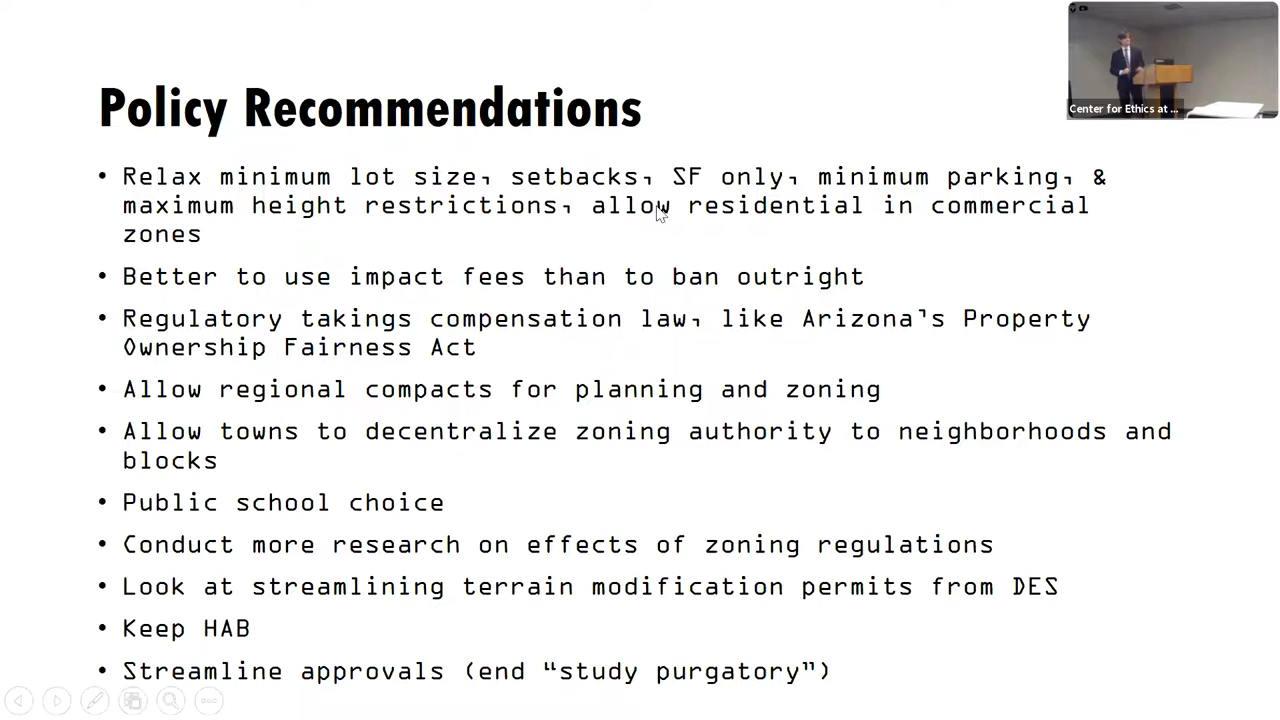 Policy Recommendations
Center for Ethics at ...
• Relax minimum lot size, setbacks, SF only, minimum parking, &
maximum height restrictions, allow residential in commercial
zones
• Better to use impact fees than to ban outright
• Regulatory takings compensation law, like Arizona's Property
Ownership Fairness Act
• Allow regional compacts for planning and zoning
• Allow towns to decentralize zoning authority to neighborhoods and
blocks
• Public school choice
• Conduct more research on effects of zoning regulations
• Look at streamlining terrain modification permits from DES
• Keep HAB
• Streamline approvals (end “study purgatory”)